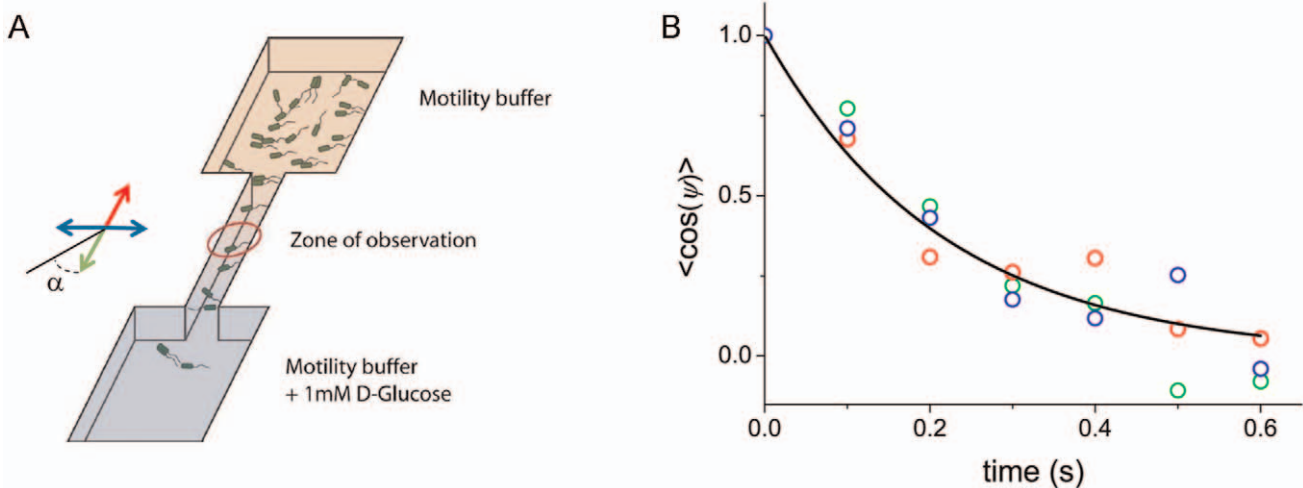 A
Motility buffer
Zone of observation
α
Motility buffer
+ 1mM D-Glucose
B
<cos(ψ)>
1.0
0.5
0.0
0.0
0.2
0.4
0.6
time (s)